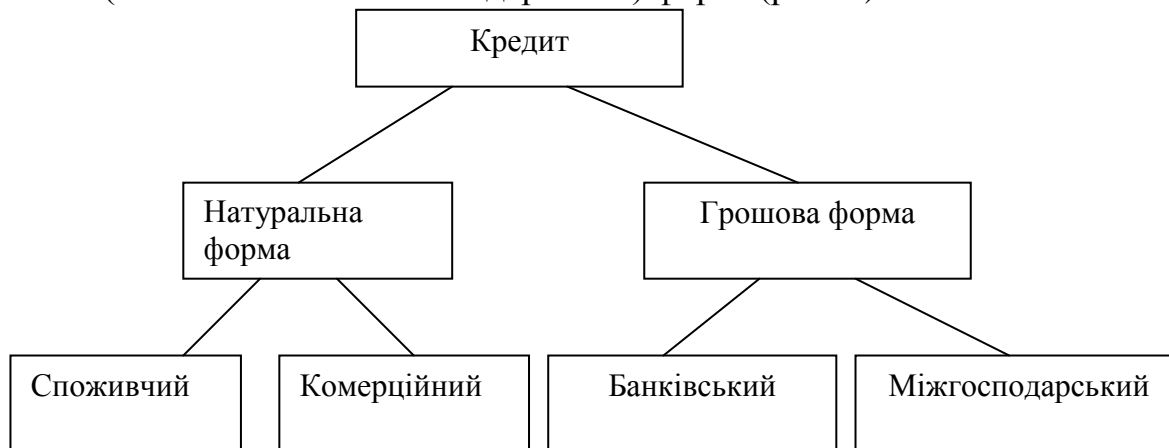 Кредит
Натуральна
форма
Грошова форма
Споживчий
Комерційний
Банківський
Міжгосподарський